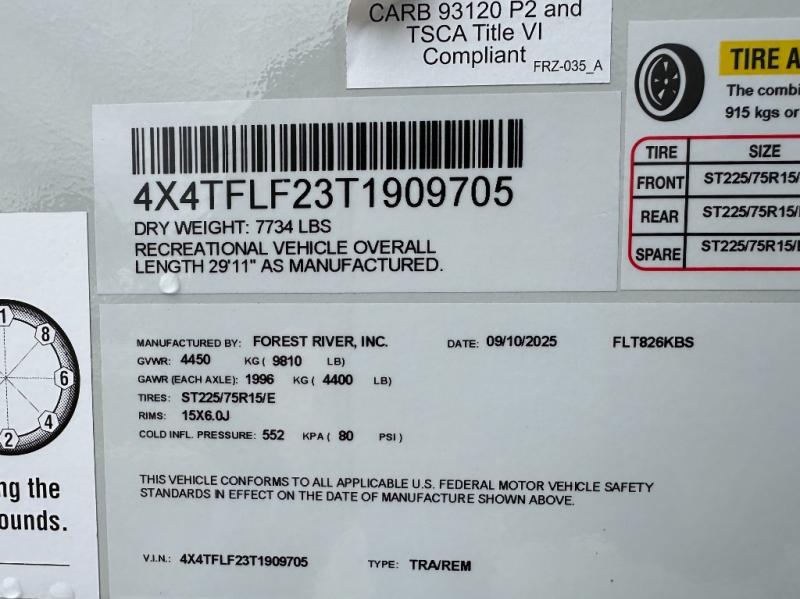 CARB 93120 P2 and
TSCA Title VI
Compliant
FRZ-035_A
4X4TFLF23T1909705
DRY WEIGHT: 7734 LBS
RECREATIONAL VEHICLE OVERALL
LENGTH 29'11" AS MANUFACTURED.
TIRE A
The combi
915 kgs or
TIRE SIZE
FRONT ST225/75R15/
REAR ST225/75R15/
SPARE ST225/75R15/
1
8
6
4
2
ng the
ounds.
MANUFACTURED BY: FOREST RIVER, INC. DATE: 09/10/2025 FLT826KBS
GVWR: 4450 KG ( 9810 LB)
GAWR (EACH AXLE): 1996 KG ( 4400 LB)
TIRES: ST225/75R15/E
RIMS: 15X6.0J
COLD INFL. PRESSURE: 552 KPA ( 80 PSI )
THIS VEHICLE CONFORMS TO ALL APPLICABLE U.S. FEDERAL MOTOR VEHICLE SAFETY
STANDARDS IN EFFECT ON THE DATE OF MANUFACTURE SHOWN ABOVE.
V.I.N.: 4X4TFLF23T1909705 TYPE: TRA/REM